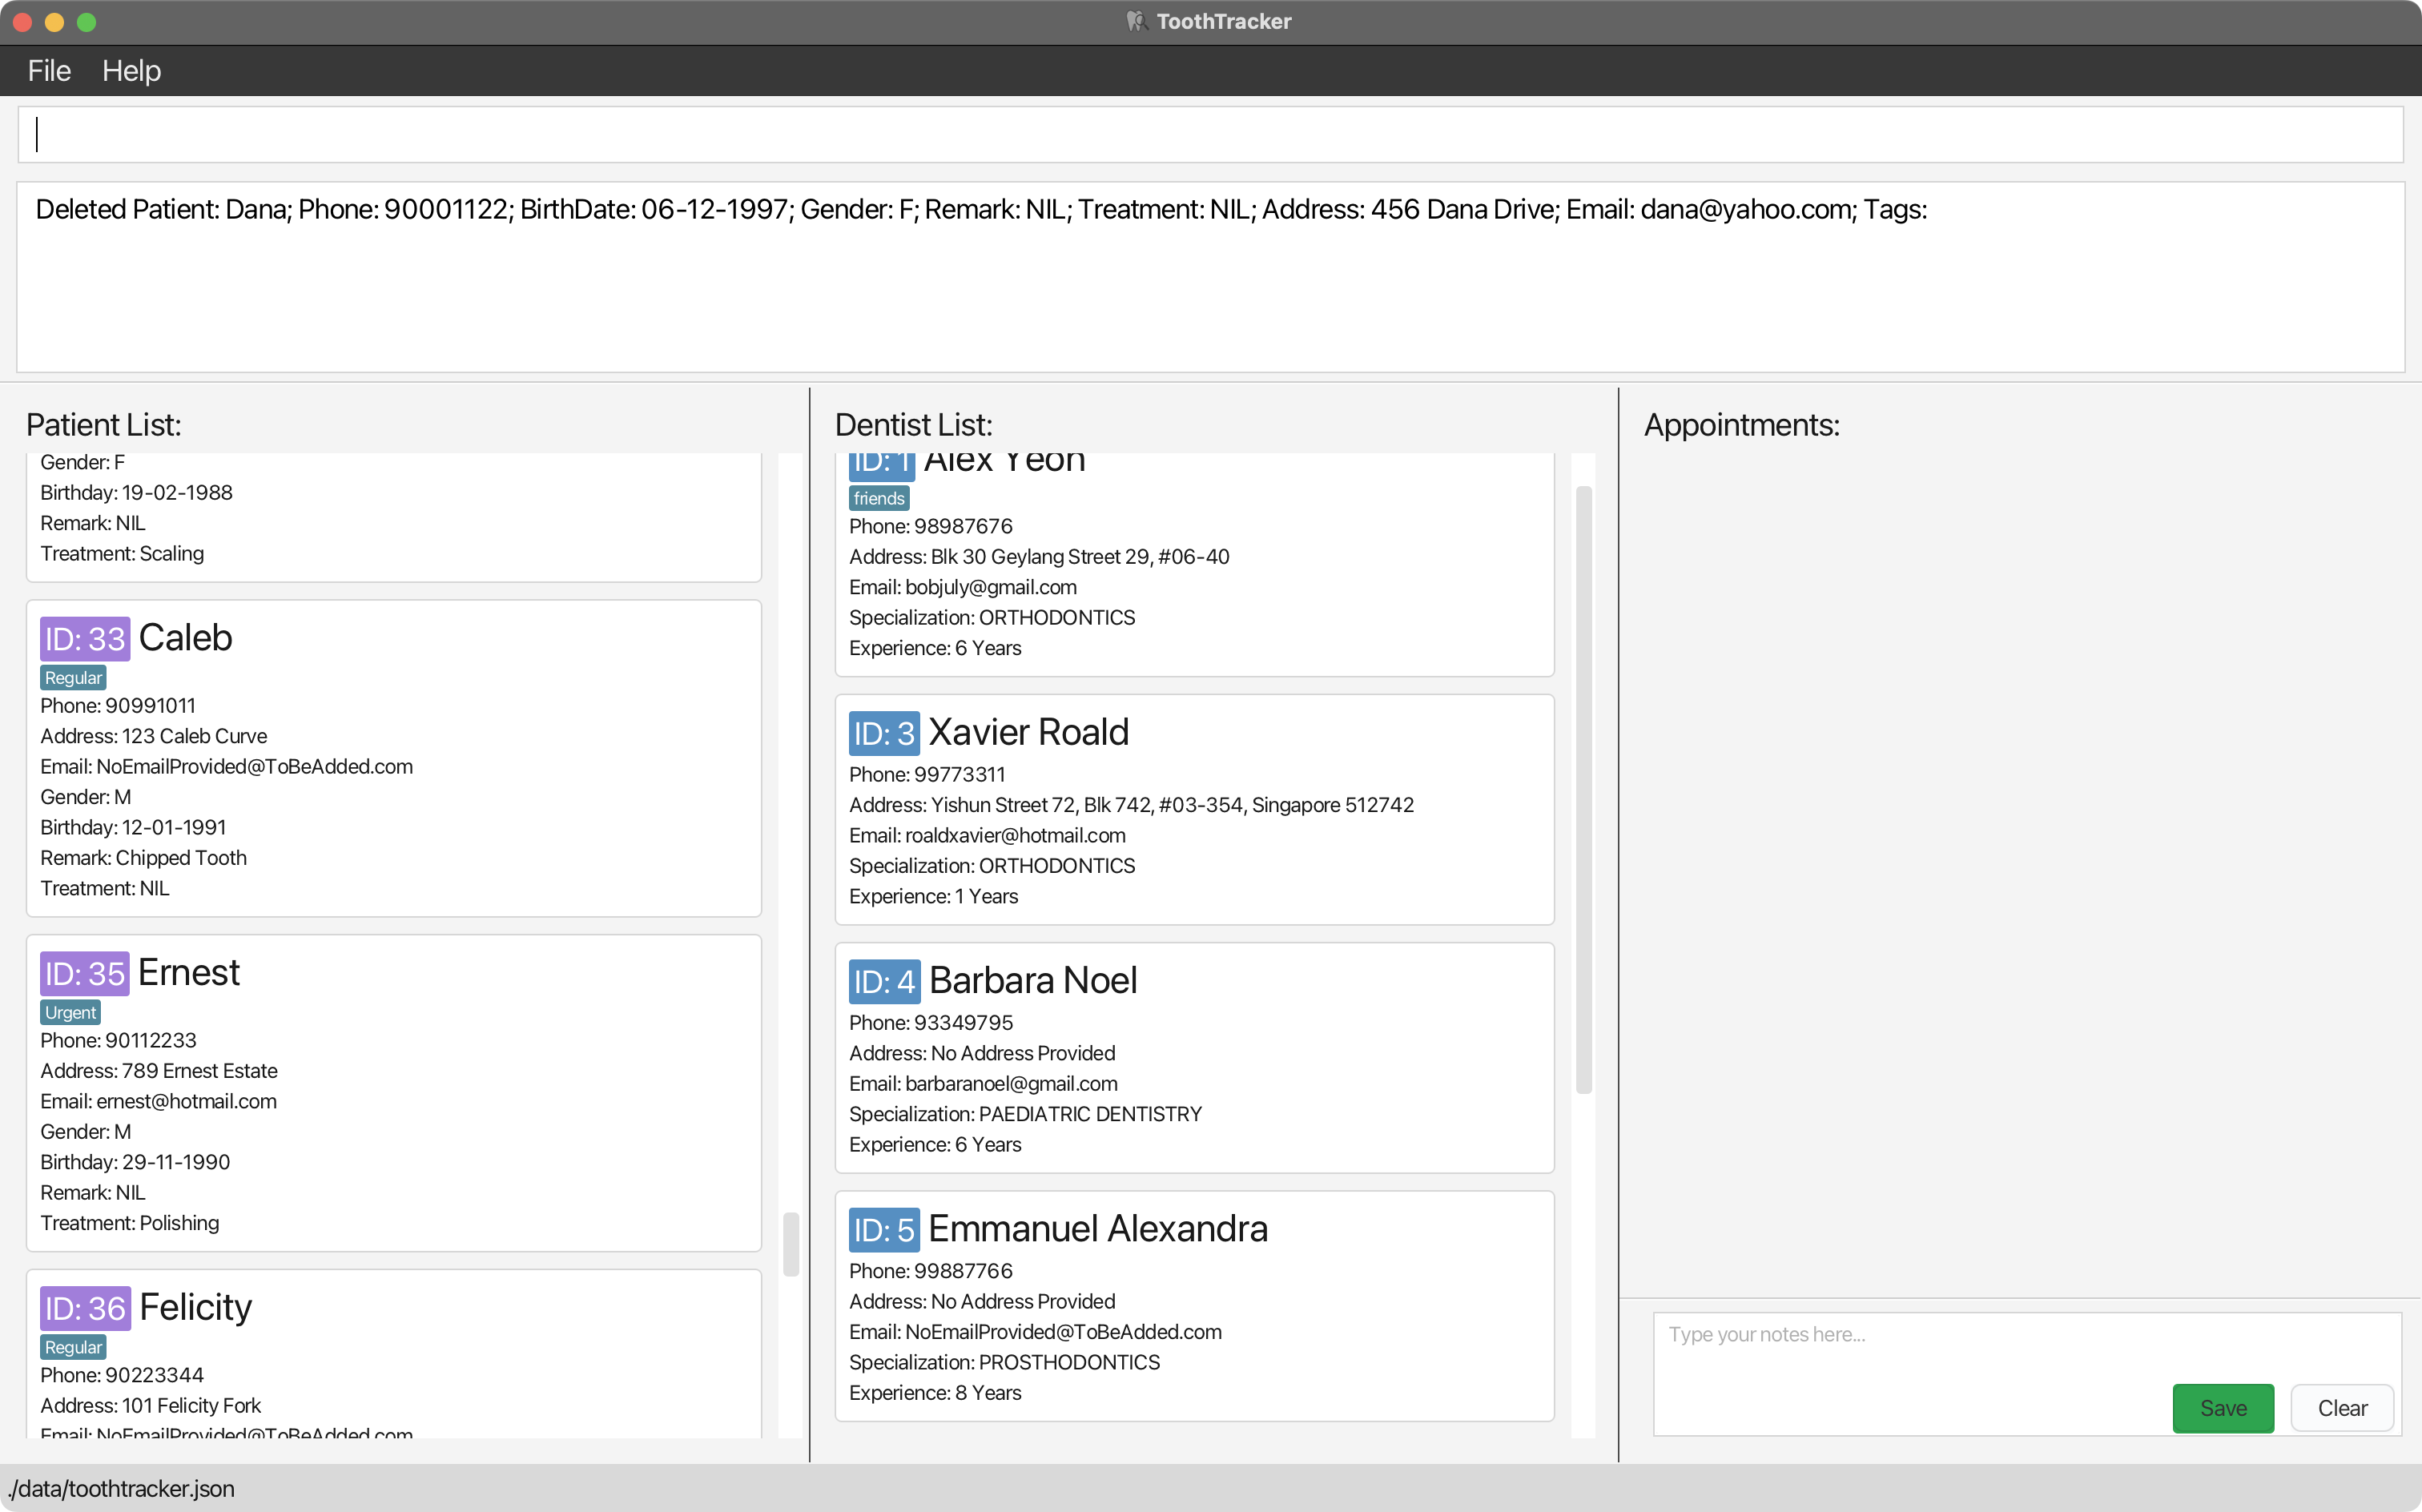 ToothTracker
File Help
Deleted Patient: Dana; Phone: 90001122; BirthDate: 06-12-1997; Gender: F; Remark: NIL; Treatment: NIL; Address: 456 Dana Drive; Email: dana@yahoo.com; Tags:
Patient List:
Gender: F
Birthday: 19-02-1988
Remark: NIL
Treatment: Scaling
ID: 33 Caleb
Regular
Phone: 90991011
Address: 123 Caleb Curve
Email: NoEmailProvided@ToBeAdded.com
Gender: M
Birthday: 12-01-1991
Remark: Chipped Tooth
Treatment: NIL
ID: 35 Ernest
Urgent
Phone: 90112233
Address: 789 Ernest Estate
Email: ernest@hotmail.com
Gender: M
Birthday: 29-11-1990
Remark: NIL
Treatment: Polishing
ID: 36 Felicity
Regular
Phone: 90223344
Address: 101 Felicity Fork
Email: NoEmailProvided@ToBeAdded.com
Dentist List:
ID: 1 Alex Yeoh
friends
Phone: 98987676
Address: Blk 30 Geylang Street 29, #06-40
Email: bobjuly@gmail.com
Specialization: ORTHODONTICS
Experience: 6 Years
ID: 3 Xavier Roald
Phone: 99773311
Address: Yishun Street 72, Blk 742, #03-354, Singapore 512742
Email: roaldxavier@hotmail.com
Specialization: ORTHODONTICS
Experience: 1 Years
ID: 4 Barbara Noel
Phone: 93349795
Address: No Address Provided
Email: barbaranoel@gmail.com
Specialization: PAEDIATRIC DENTISTRY
Experience: 6 Years
ID: 5 Emmanuel Alexandra
Phone: 99887766
Address: No Address Provided
Email: NoEmailProvided@ToBeAdded.com
Specialization: PROSTHODONTICS
Experience: 8 Years
Appointments:
Type your notes here...
Save Clear
./data/toothtracker.json